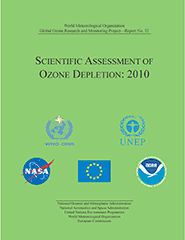 World Meteorological Organization
Global Ozone Research and Monitoring Project—Report No. 52
SCIENTIFIC ASSESSMENT OF
OZONE DEPLETION: 2010
WMO OMM
UNEP
NASA
NOAA
National Oceanic and Atmospheric Administration
National Aeronautics and Space Administration
United Nations Environment Programme
World Meteorological Organization
European Commission